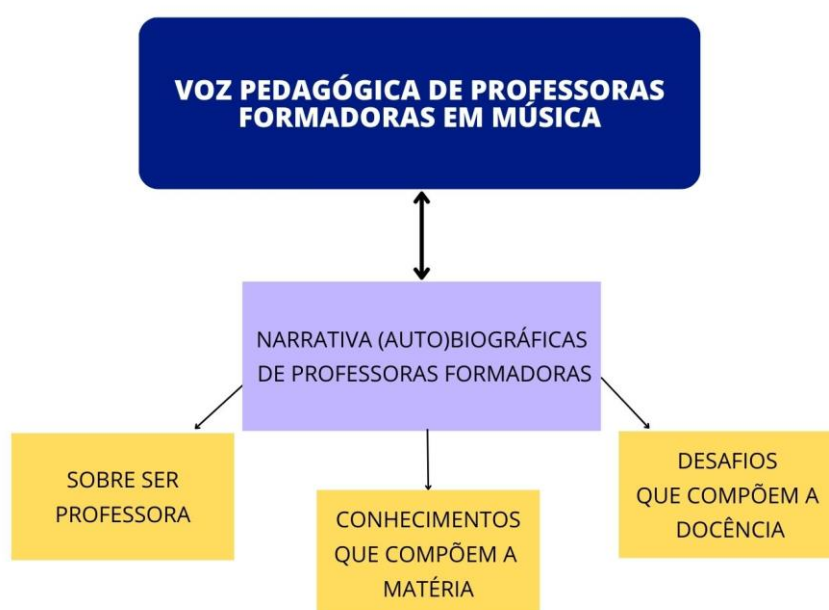 VOZ PEDAGÓGICA DE PROFESSORAS
FORMADORAS EM MÚSICA
NARRATIVA (AUTO)BIOGRÁFICAS
DE PROFESSORAS FORMADORAS
SOBRE SER
PROFESSORA
CONHECIMENTOS
QUE COMPÕEM A
MATÉRIA
DESAFIOS
QUE COMPÕEM A
DOCÊNCIA